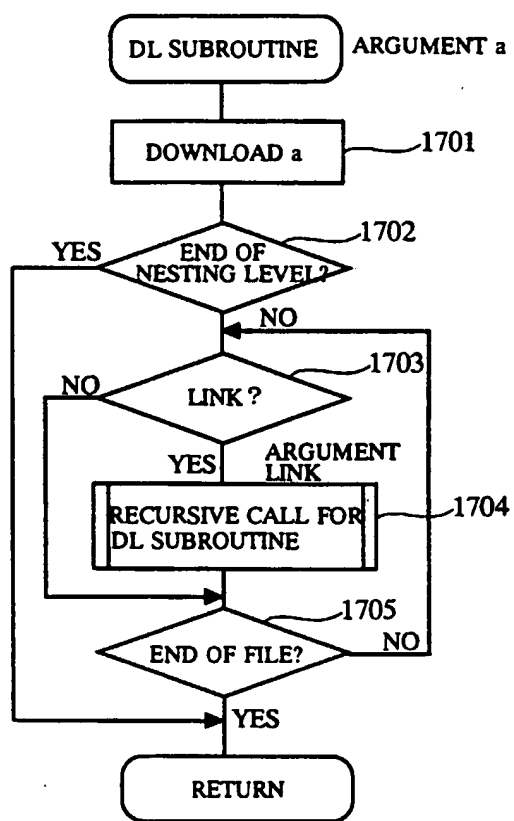 DL SUBROUTINE
ARGUMENT a
DOWNLOAD a
1701
1702
YES
END OF
NESTING LEVEL?
NO
1703
NO
LINK?
YES
ARGUMENT
LINK
RECURSIVE CALL FOR
DL SUBROUTINE
1704
1705
END OF FILE?
NO
YES
RETURN